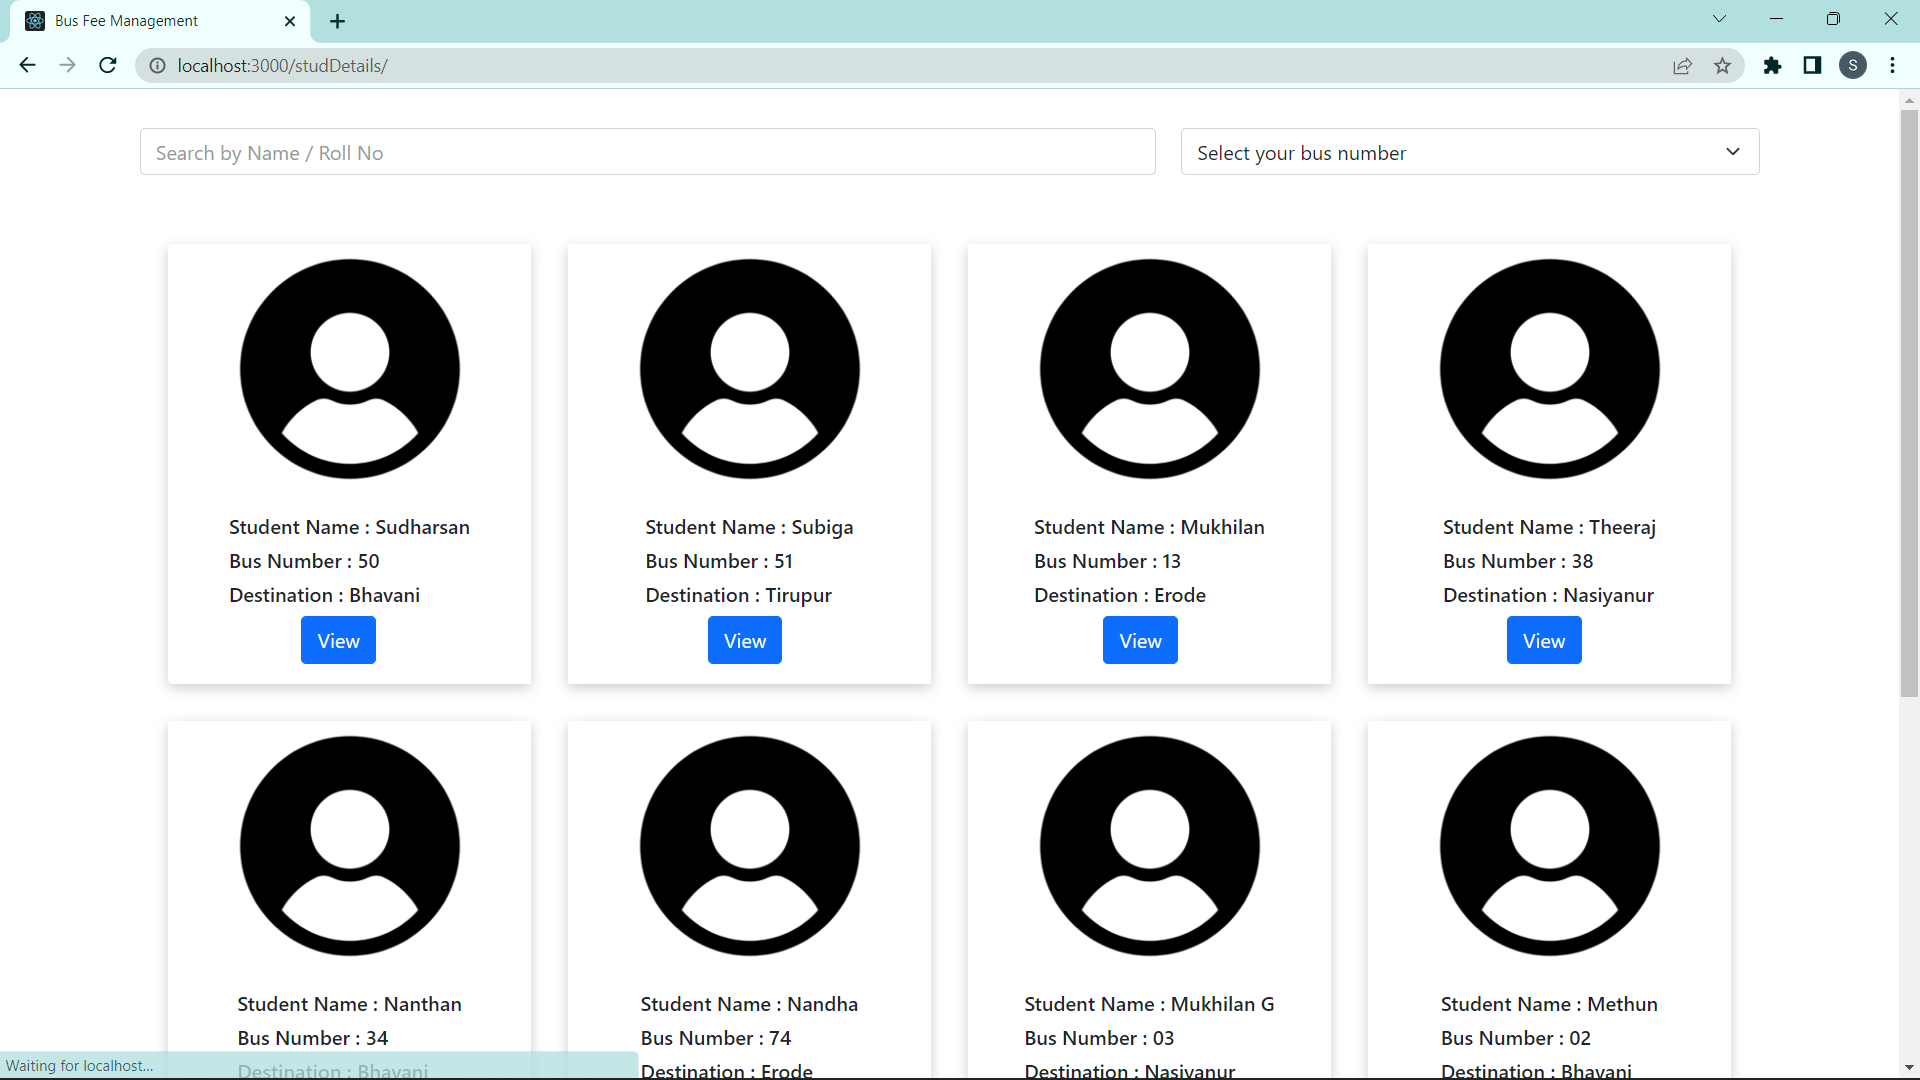 Bus Fee Management
localhost:3000/studDetails/
S
Search by Name / Roll No
Select your bus number
Student Name : Sudharsan
Bus Number : 50
Destination : Bhavani
View
Student Name : Subiga
Bus Number : 51
Destination : Tirupur
View
Student Name : Mukhilan
Bus Number : 13
Destination : Erode
View
Student Name : Theeraj
Bus Number : 38
Destination : Nasiyanur
View
Student Name : Nanthan
Bus Number : 34
Destination : Bhavani
Student Name : Nandha
Bus Number : 74
Destination : Erode
Student Name : Mukhilan G
Bus Number : 03
Destination : Nasiyanur
Student Name : Methun
Bus Number : 02
Destination : Bhavani
Waiting for localhost...